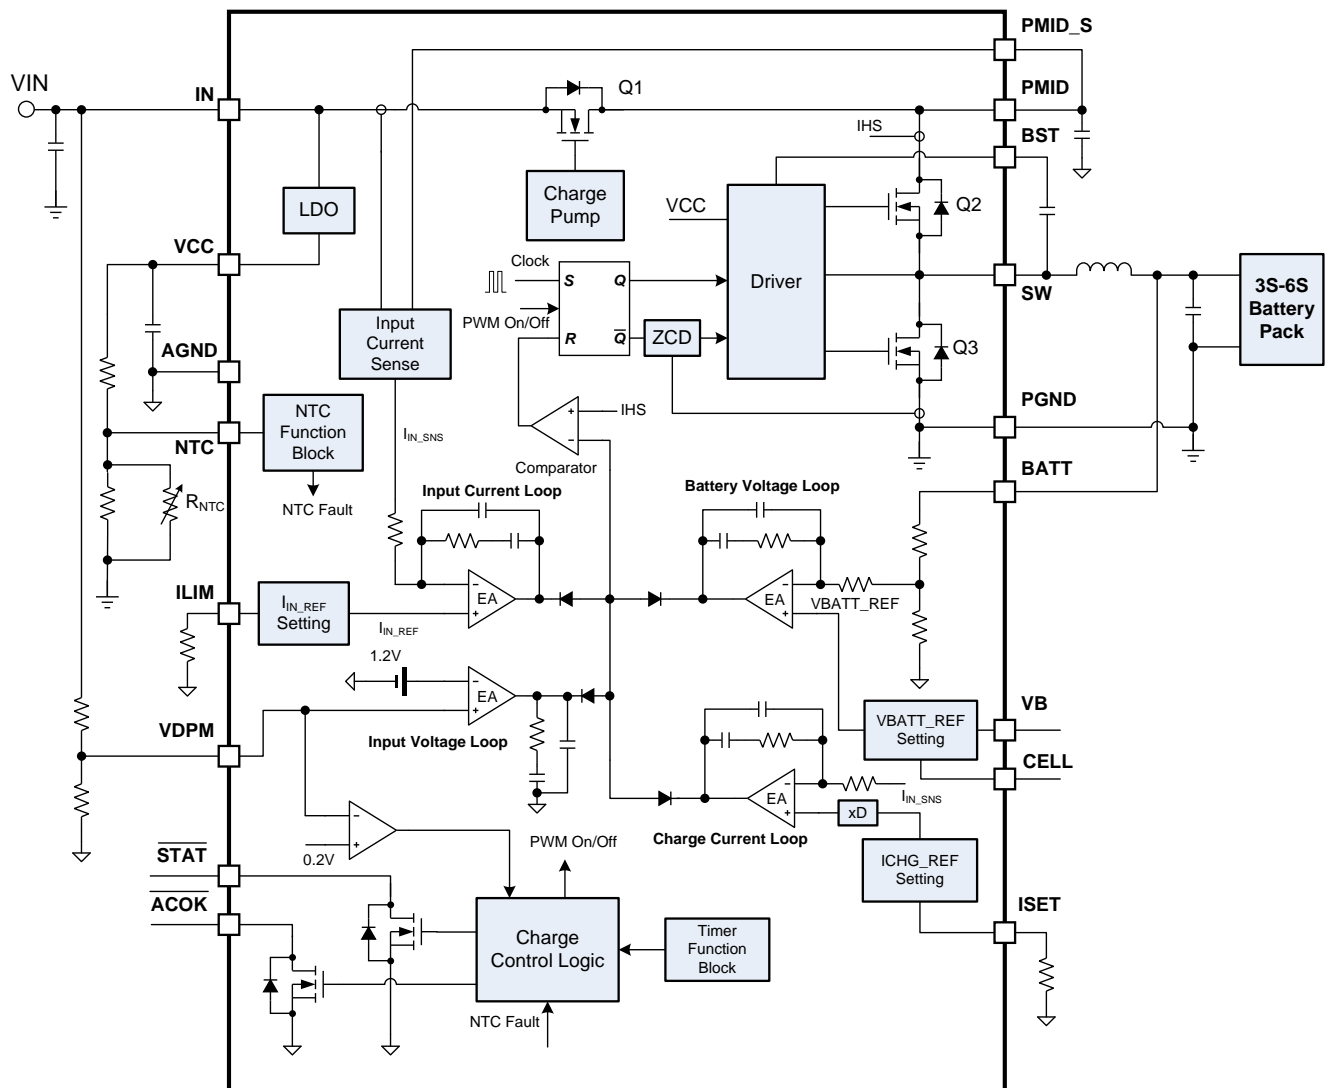 PMID_S
VIN
IN
Q1
PMID
IHS
BST
Charge
Pump
LDO
VCC
Q2
VCC
Clock
S
Q
Driver
SW
3S-6S
Battery
Pack
PWM On/Off
R
Q̅
ZCD
Input
Current
Sense
Q3
AGND
IHS
PGND
NTC
Function
Block
NTC
I_IN_SNS
Comparator
BATT
R_NTC
NTC Fault
Input Current Loop
Battery Voltage Loop
ILIM
I_IN_REF
Setting
EA
EA
VBATT_REF
I_IN_REF
1.2V
EA
VB
VBATT_REF
Setting
VDPM
Input Voltage Loop
CELL
EA
I_IN_SNS
xD
Charge Current Loop
0.2V
PWM On/Off
S̅T̅A̅T̅
ICHG_REF
Setting
A̅C̅O̅K̅
ISET
Charge
Control Logic
Timer
Function
Block
NTC Fault